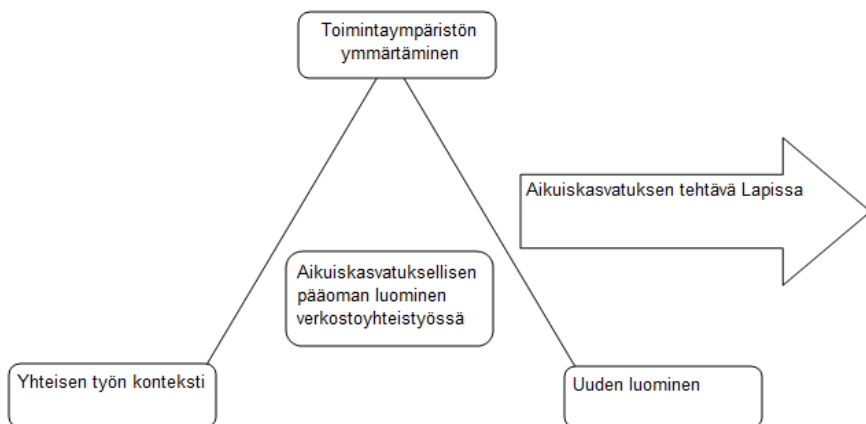 Toimintaympäristön
ymmärtäminen
Aikuiskasvatuksen tehtävä Lapissa
Aikuiskasvatuksellisen
pääoman luominen
verkostoyhteistyössä
Yhteisen työn konteksti
Uuden luominen